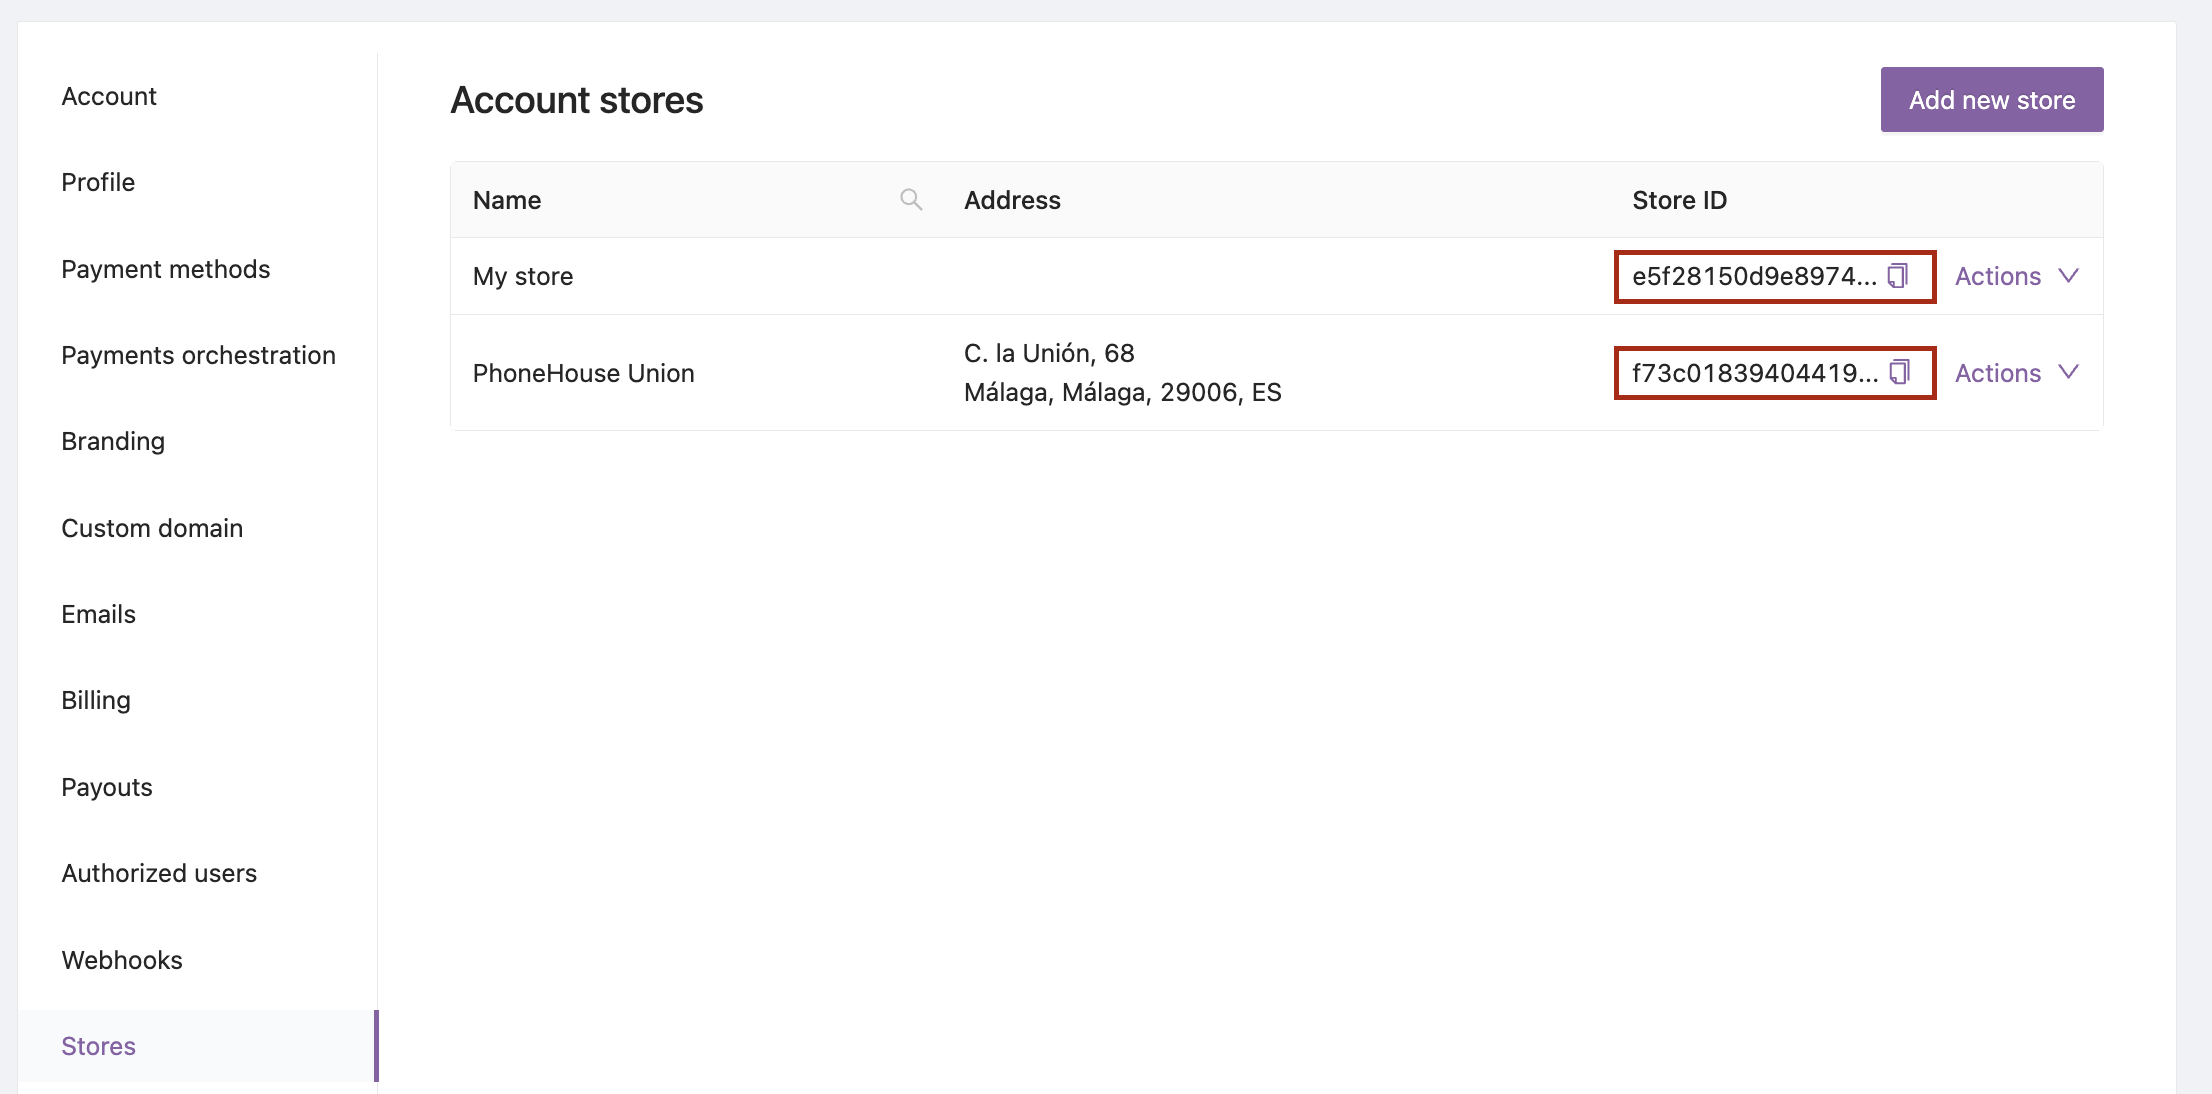 Account
Profile
Payment methods
Payments orchestration
Branding
Custom domain
Emails
Billing
Payouts
Authorized users
Webhooks
Stores
Account stores
Add new store
Name Address Store ID
My store e5f28150d9e8974... Actions
PhoneHouse Union C. la Unión, 68
Málaga, Málaga, 29006, ES f73c01839404419... Actions